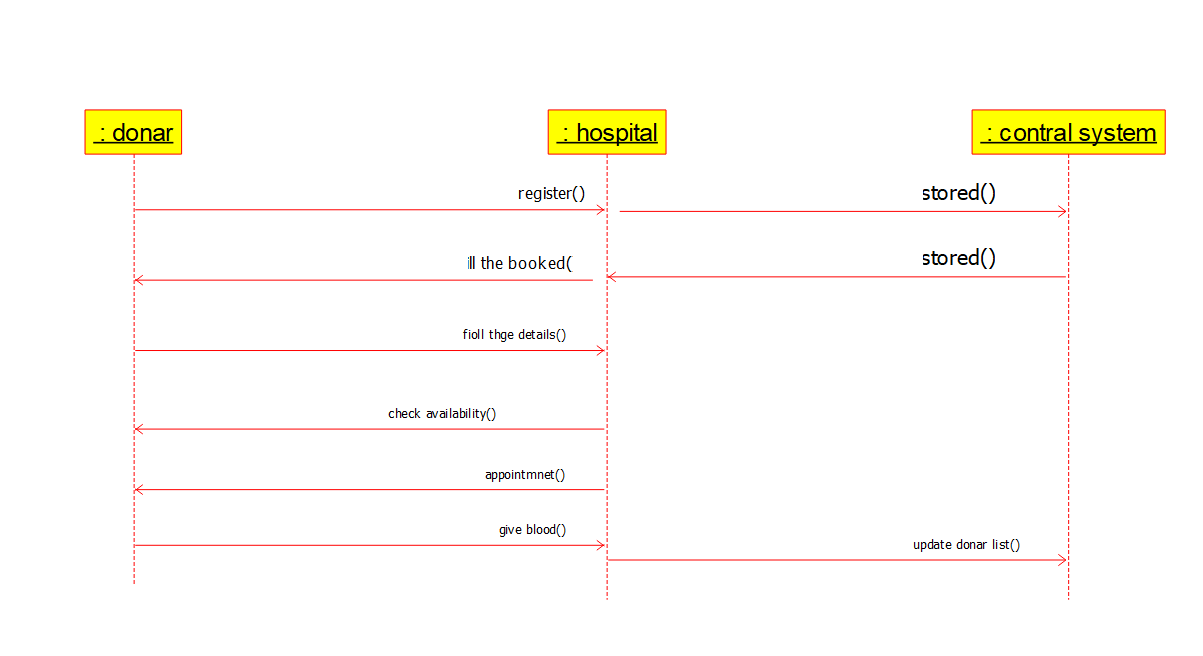 : donar
: hospital
: contral system
register()
stored()
ill the booked(
stored()
fioll thge details()
check availability()
appointmnet()
give blood()
update donar list()